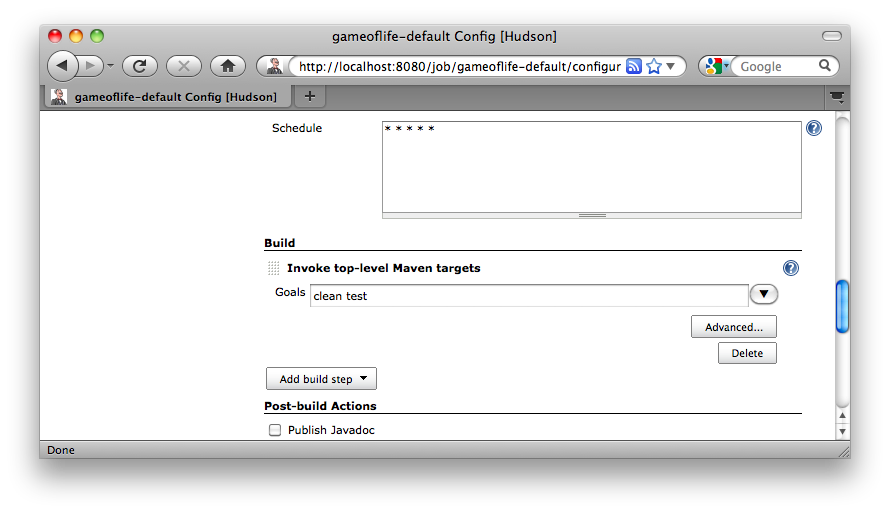 gameoflife-default Config [Hudson]
http://localhost:8080/job/gameoflife-default/configur
Google
gameoflife-default Config [Hudson]
+
Schedule
* * * * *
?
Build
Invoke top-level Maven targets
?
Goals
clean test
Advanced...
Delete
Add build step
Post-build Actions
Publish Javadoc
Done